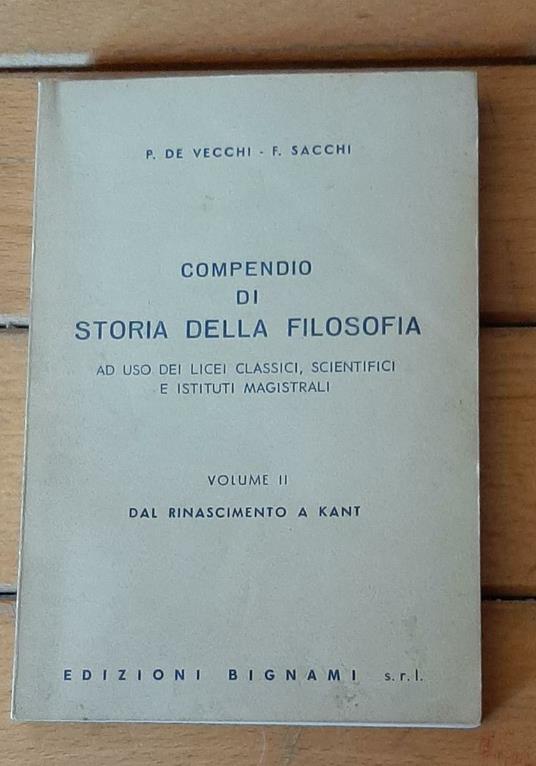 P. DE VECCHI - F. SACCHI
COMPENDIO
DI
STORIA DELLA FILOSOFIA
AD USO DEI LICEI CLASSICI, SCIENTIFICI
E ISTITUTI MAGISTRALI
VOLUME II
DAL RINASCIMENTO A KANT
EDIZIONI BIGNAMI s.r.l.